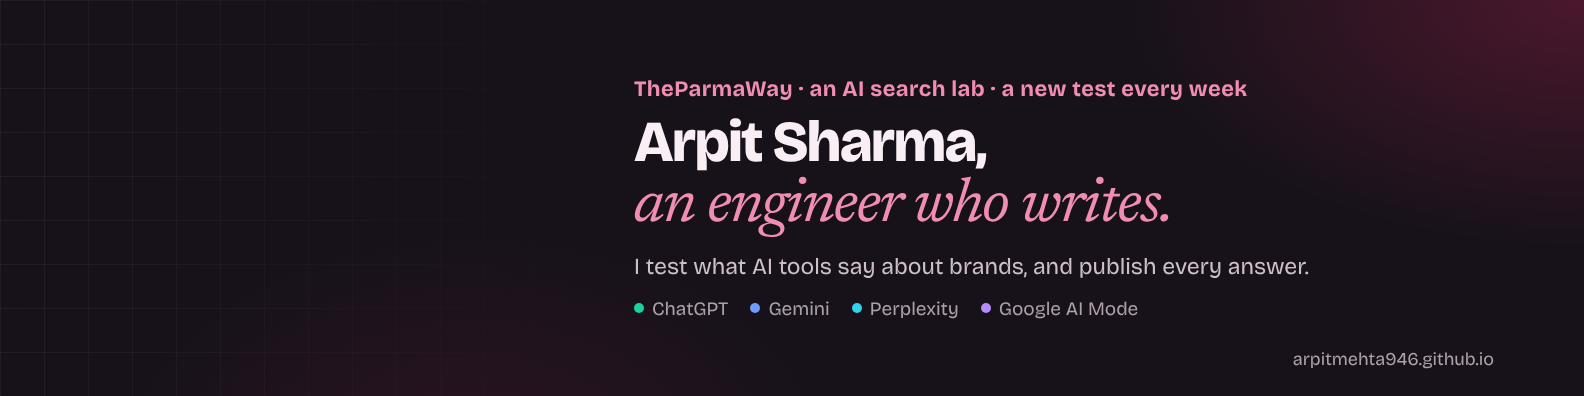 TheParmaWay · an AI search lab · a new test every week
Arpit Sharma,
an engineer who writes.
I test what AI tools say about brands, and publish every answer.
ChatGPT Gemini Perplexity Google AI Mode
arpitmehta946.github.io